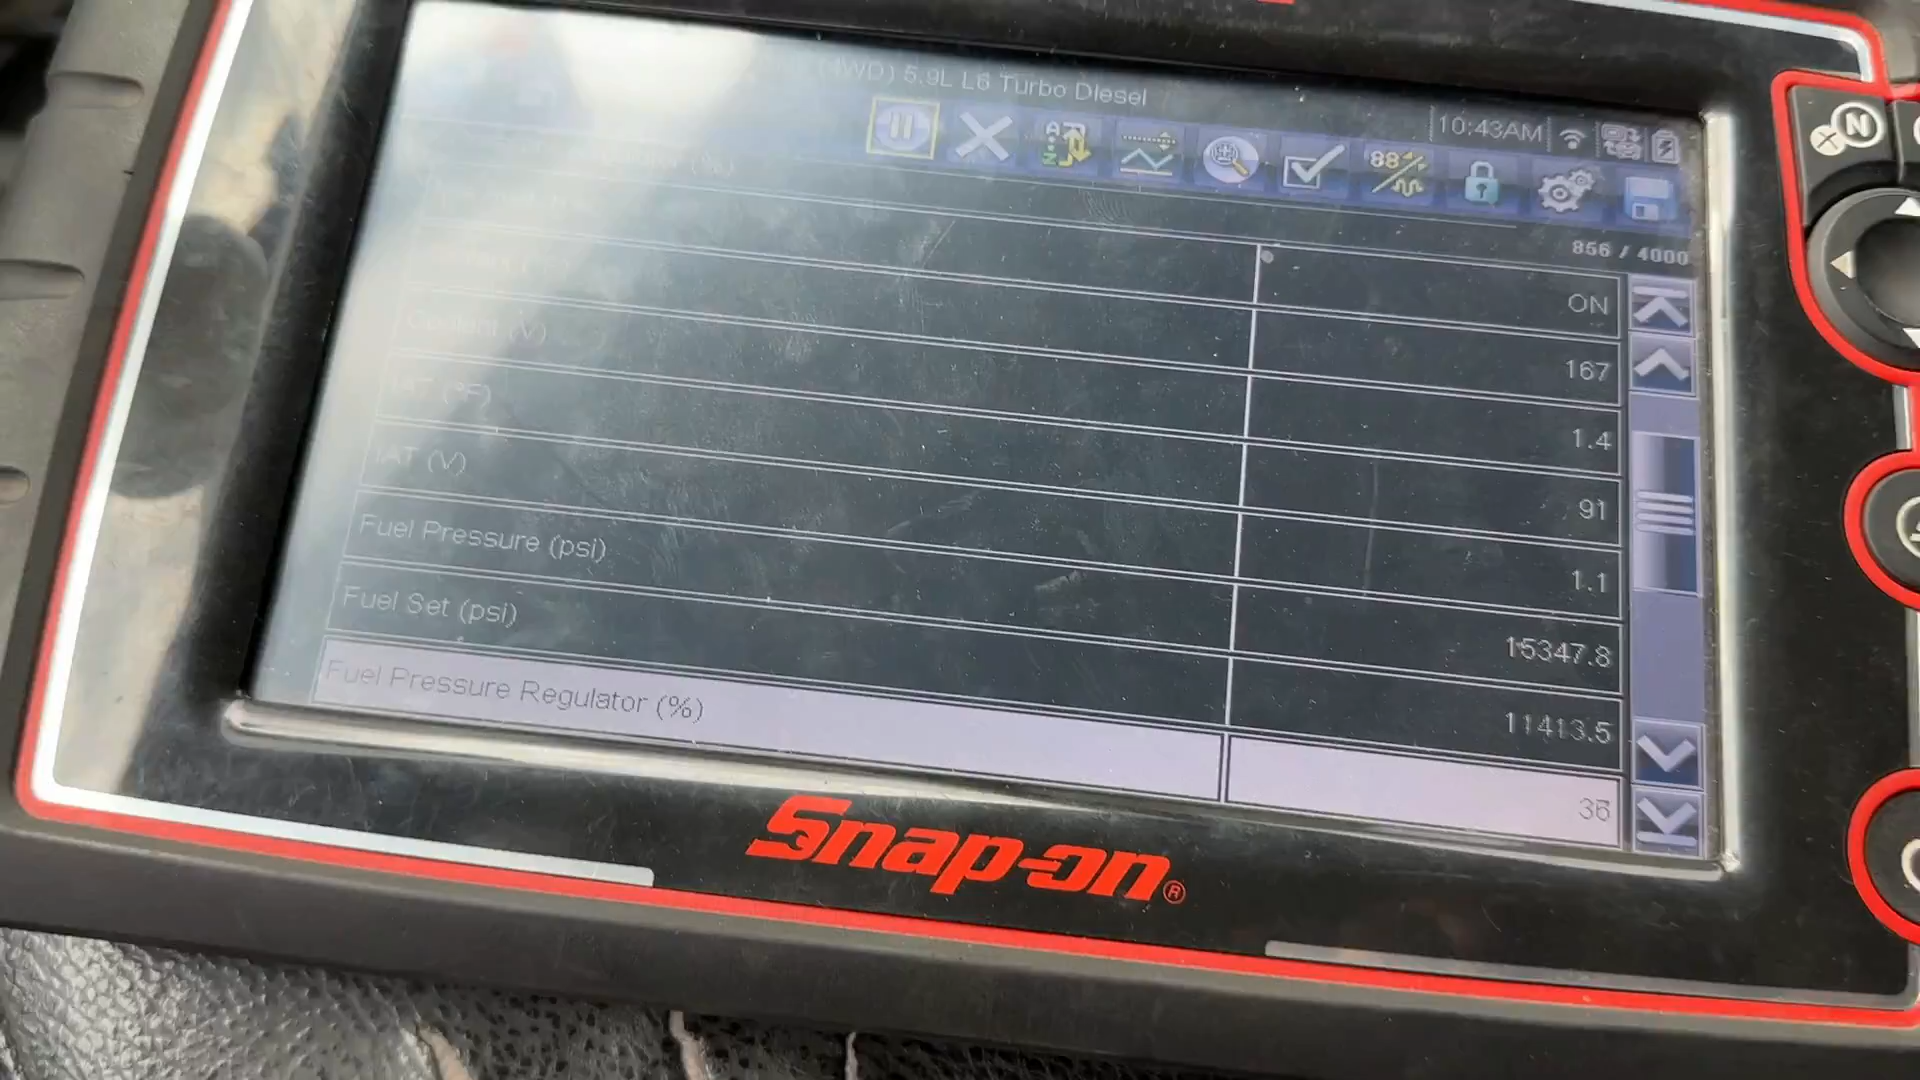 (4WD) 5.9L L6 Turbo Diesel
10:43AM
856 / 4000
(%)
ON
167
Coolant (V) 1.4
IAT (°F) 91
IAT (V) 1.1
Fuel Pressure (psi) 15347.8
Fuel Set (psi) 11413.5
Fuel Pressure Regulator (%) 36
Snap-on®